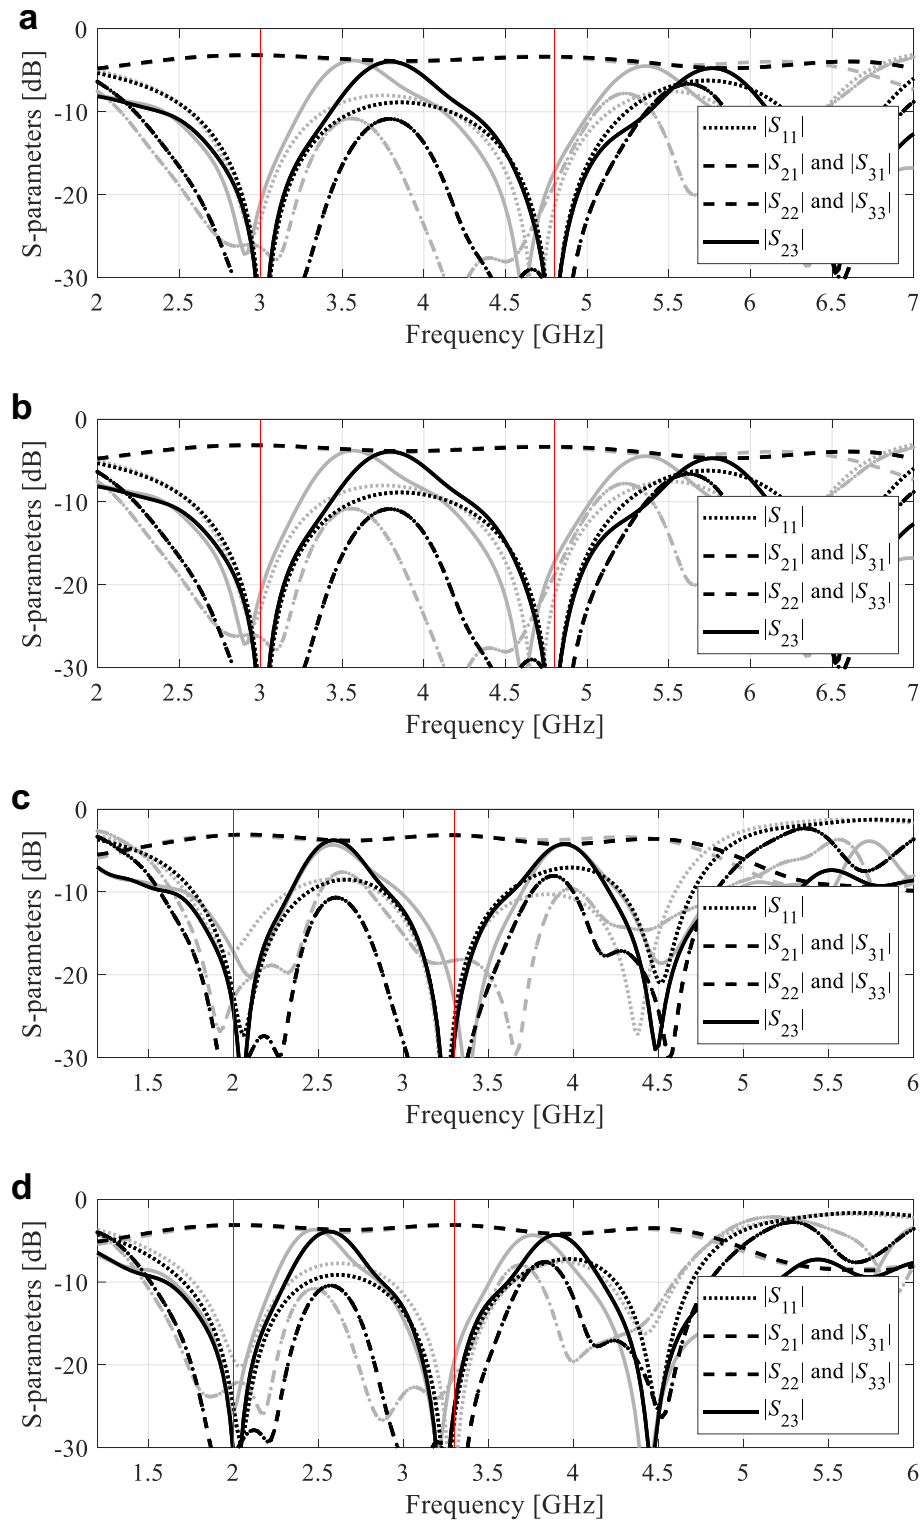 a
0
-10
-20
-30
S-parameters [dB]
|S11|
|S21| and |S31|
|S22| and |S33|
|S23|
2 2.5 3 3.5 4 4.5 5 5.5 6 6.5 7
Frequency [GHz]
b
0
-10
-20
-30
S-parameters [dB]
|S11|
|S21| and |S31|
|S22| and |S33|
|S23|
2 2.5 3 3.5 4 4.5 5 5.5 6 6.5 7
Frequency [GHz]
c
0
-10
-20
-30
S-parameters [dB]
|S11|
|S21| and |S31|
|S22| and |S33|
|S23|
1.5 2 2.5 3 3.5 4 4.5 5 5.5 6
Frequency [GHz]
d
0
-10
-20
-30
S-parameters [dB]
|S11|
|S21| and |S31|
|S22| and |S33|
|S23|
1.5 2 2.5 3 3.5 4 4.5 5 5.5 6
Frequency [GHz]